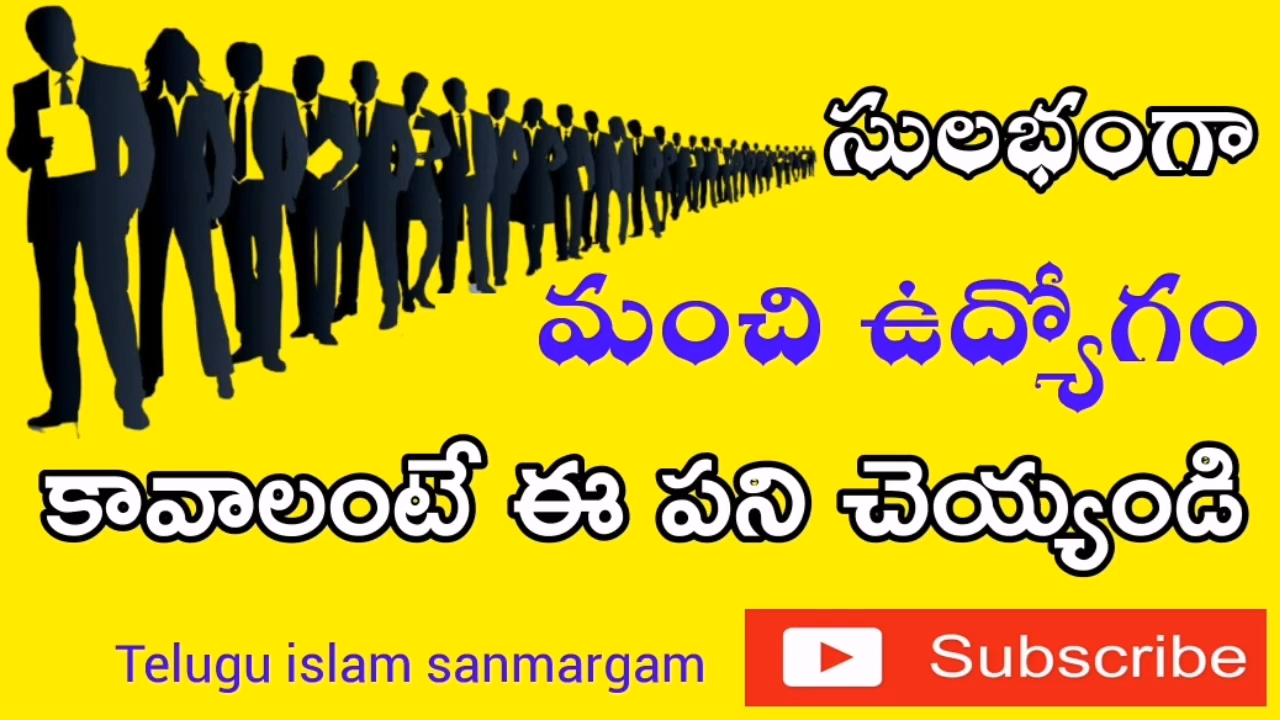 సులభంగా
మంచి ఉద్యోగం
కావాలంటే ఈ పని చెయ్యండి
Telugu islam sanmargam
Subscribe